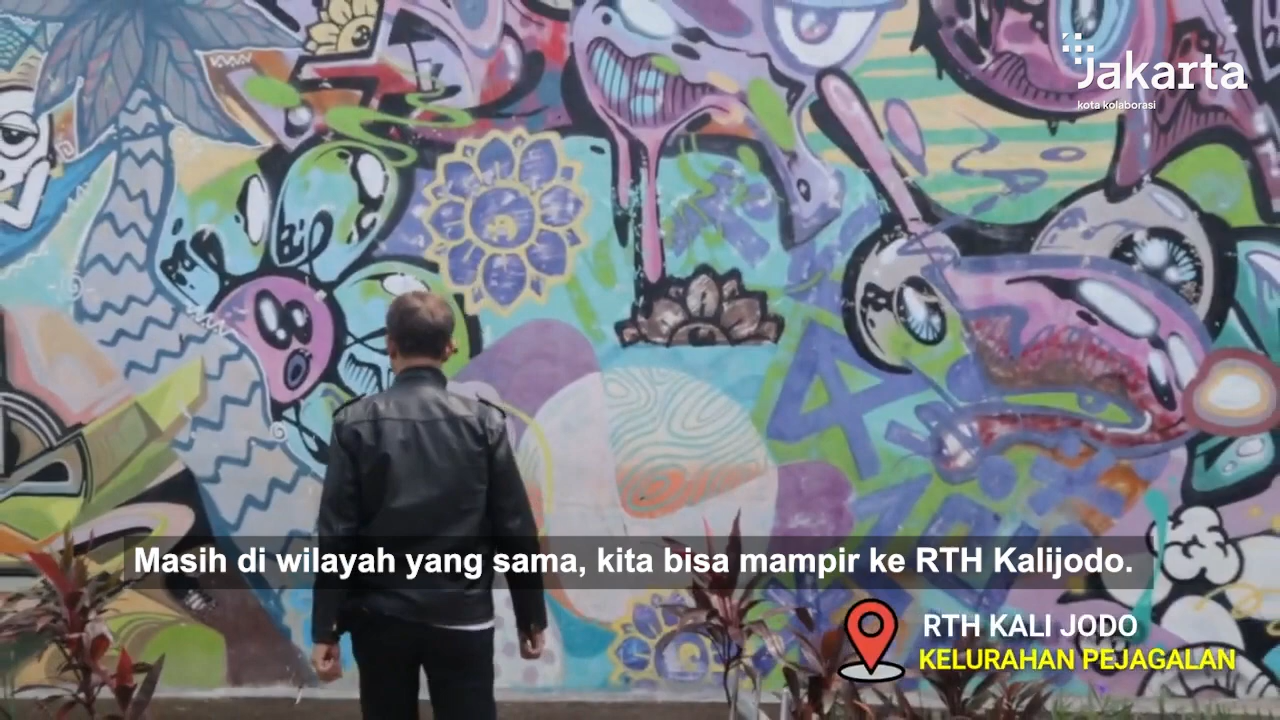 Jakarta
kota kolaborasi
Masih di wilayah yang sama, kita bisa mampir ke RTH Kalijodo.
RTH KALI JODO
KELURAHAN PEJAGALAN